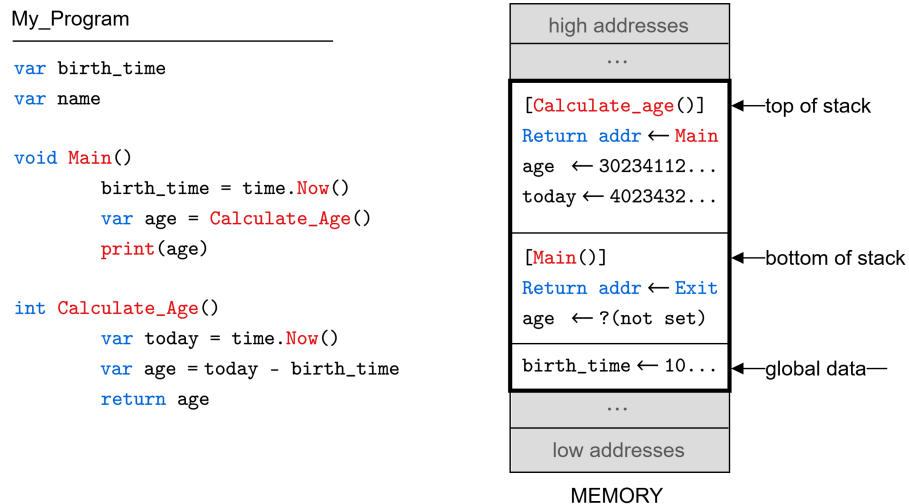 My_Program
var birth_time
var name
void Main()
birth_time = time.Now()
var age = Calculate_Age()
print(age)
int Calculate_Age()
var today = time.Now()
var age = today - birth_time
return age
high addresses
...
[Calculate_age()]
Return addr ← Main
age ← 30234112...
today ← 4023432...
top of stack
[Main()]
Return addr ← Exit
age ← ?(not set)
bottom of stack
birth_time ← 10...
global data
...
low addresses
MEMORY